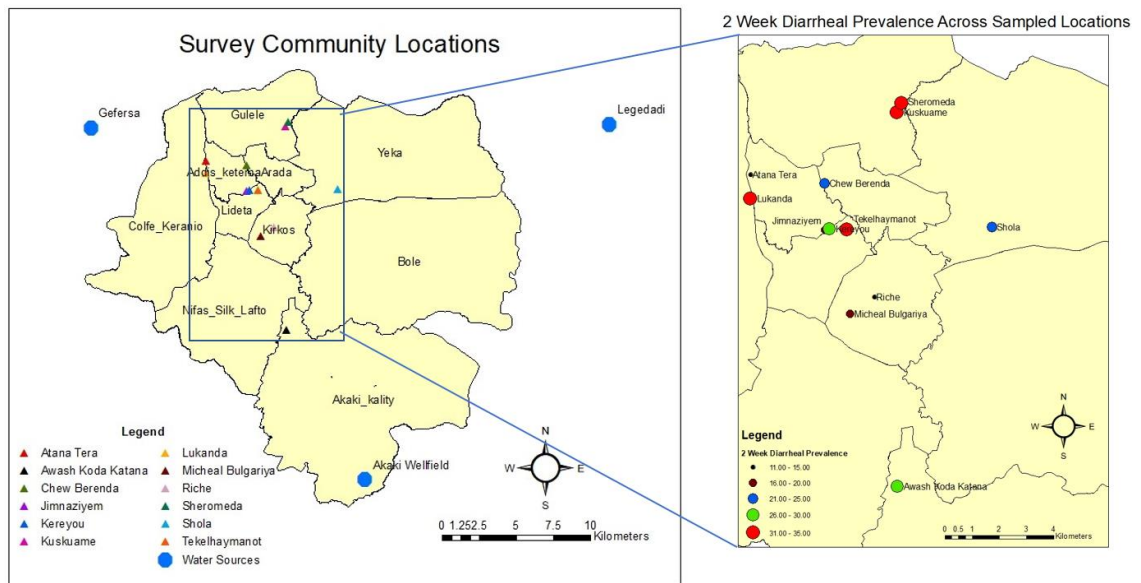 2 Week Diarrheal Prevalence Across Sampled Locations
Survey Community Locations
Gefersa
Legedadi
Gulele
Yeka
Addis_ketema
Arada
Lideta
Colfe_Keranio
Kirkos
Bole
Nifas_Silk_Lafto
Akaki_kality
Akaki Wellfield
Legend
Atana Tera
Awash Koda Katana
Chew Berenda
Jimnaziyem
Kereyou
Kuskuame
Lukanda
Micheal Bulgariya
Riche
Sheromeda
Shola
Tekelhaymanot
Water Sources
N
W
E
S
0 1.252.5 5 7.5 10
Kilometers
Sheromeda
Kuskuame
Atana Tera
Chew Berenda
Lukanda
Tekelhaymanot
Jimnaziyem
Kereyou
Shola
Riche
Micheal Bulgariya
Awash Koda Katana
N
W
E
S
Legend
2 Week Diarrheal Prevalence
11.00 - 15.00
16.00 - 20.00
21.00 - 25.00
26.00 - 30.00
31.00 - 35.00
0 0.5 1 2 3 4
Kilometers